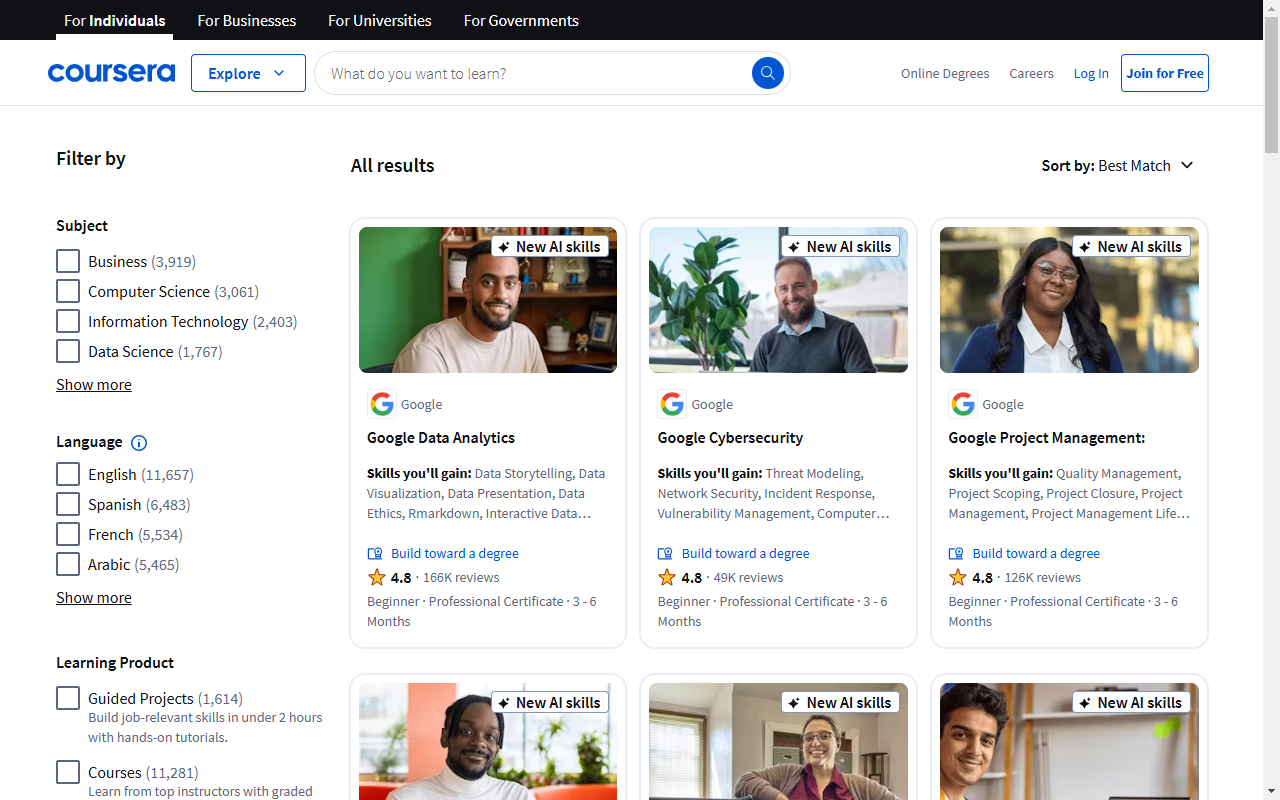 For Individuals
For Businesses
For Universities
For Governments
coursera
Explore
What do you want to learn?
Online Degrees
Careers
Log In
Join for Free
Filter by
Subject
Business (3,919)
Computer Science (3,061)
Information Technology (2,403)
Data Science (1,767)
Show more
Language
English (11,657)
Spanish (6,483)
French (5,534)
Arabic (5,465)
Show more
Learning Product
Guided Projects (1,614)
Build job-relevant skills in under 2 hours
with hands-on tutorials.
Courses (11,281)
Learn from top instructors with graded
All results
Sort by: Best Match
New AI skills
Google
Google Data Analytics
Skills you'll gain: Data Storytelling, Data
Visualization, Data Presentation, Data
Ethics, Rmarkdown, Interactive Data…
Build toward a degree
4.8 · 166K reviews
Beginner · Professional Certificate · 3 - 6
Months
New AI skills
Google
Google Cybersecurity
Skills you'll gain: Threat Modeling,
Network Security, Incident Response,
Vulnerability Management, Computer…
Build toward a degree
4.8 · 49K reviews
Beginner · Professional Certificate · 3 - 6
Months
New AI skills
Google
Google Project Management:
Skills you'll gain: Quality Management,
Project Scoping, Project Closure, Project
Management, Project Management Life…
Build toward a degree
4.8 · 126K reviews
Beginner · Professional Certificate · 3 - 6
Months
New AI skills
New AI skills
New AI skills